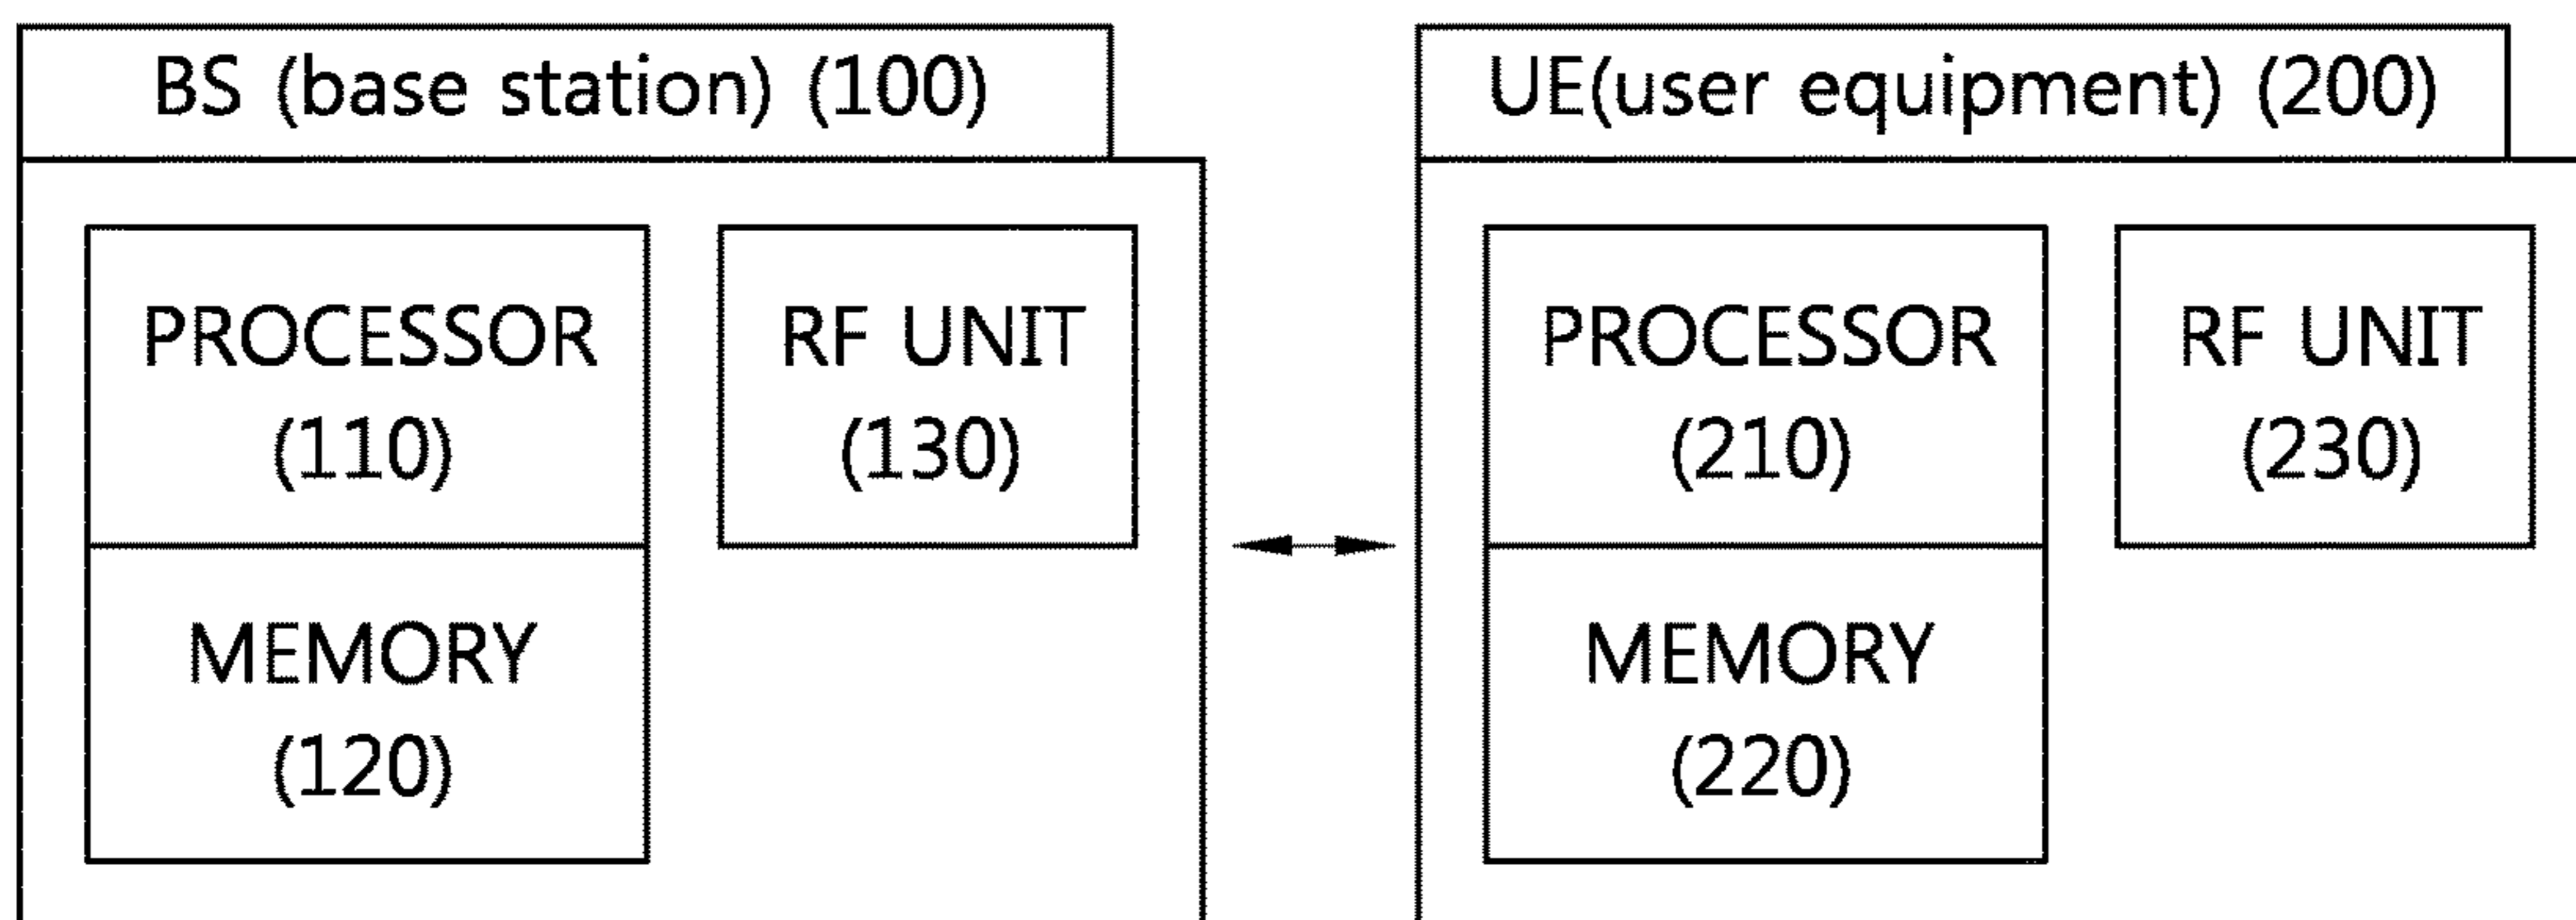 BS (base station) (100)
PROCESSOR
(110)
RF UNIT
(130)
MEMORY
(120)
UE(user equipment) (200)
PROCESSOR
(210)
RF UNIT
(230)
MEMORY
(220)